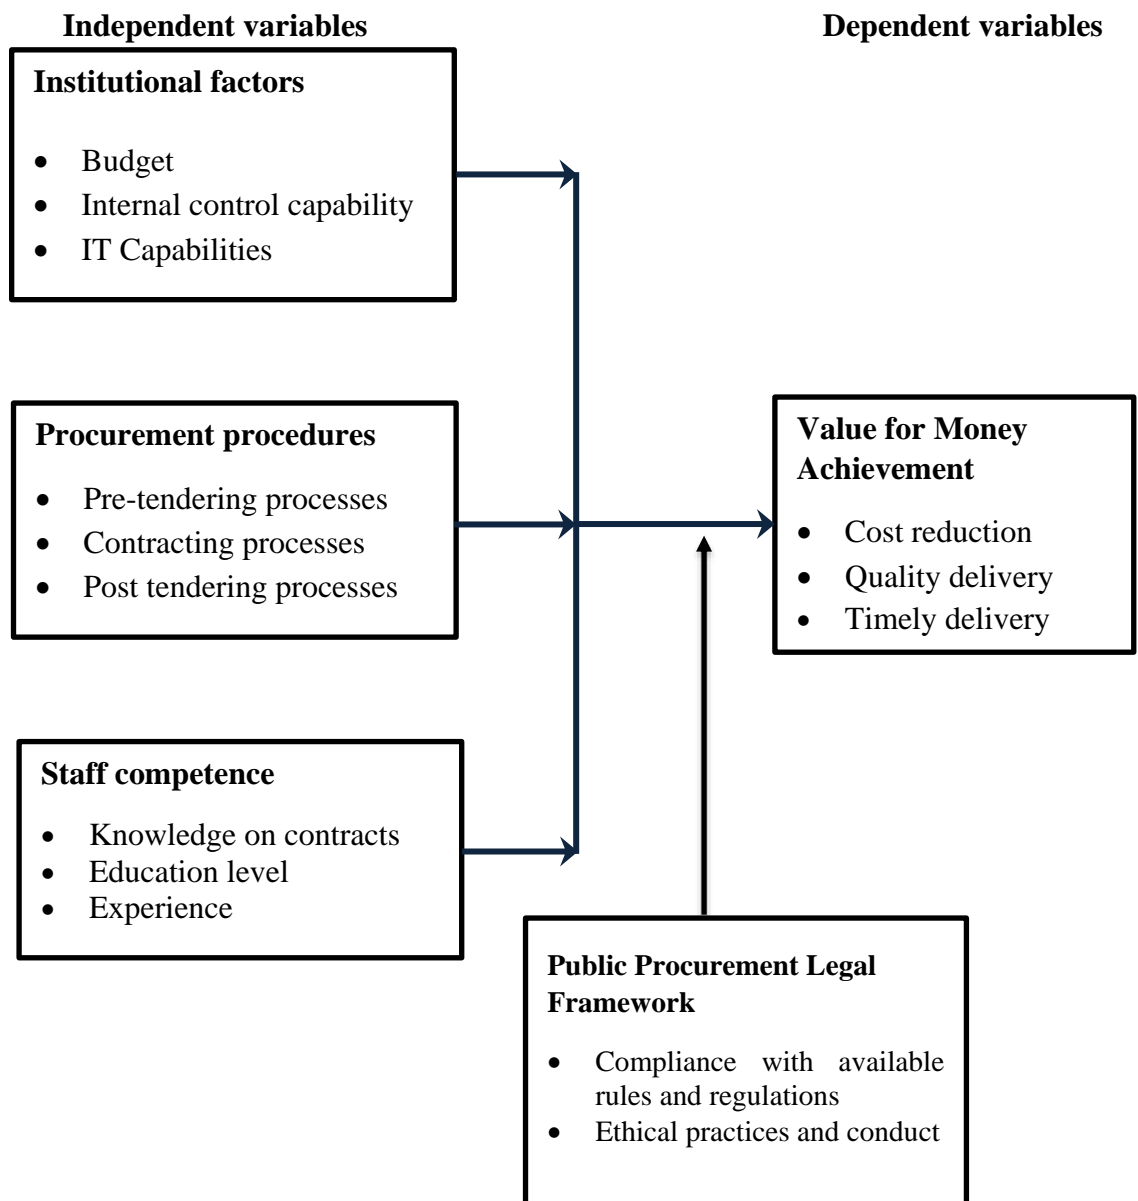 Independent variables
Dependent variables
Institutional factors
• Budget
• Internal control capability
• IT Capabilities
Procurement procedures
• Pre-tendering processes
• Contracting processes
• Post tendering processes
Value for Money
Achievement
• Cost reduction
• Quality delivery
• Timely delivery
Staff competence
• Knowledge on contracts
• Education level
• Experience
Public Procurement Legal
Framework
• Compliance with available
rules and regulations
• Ethical practices and conduct